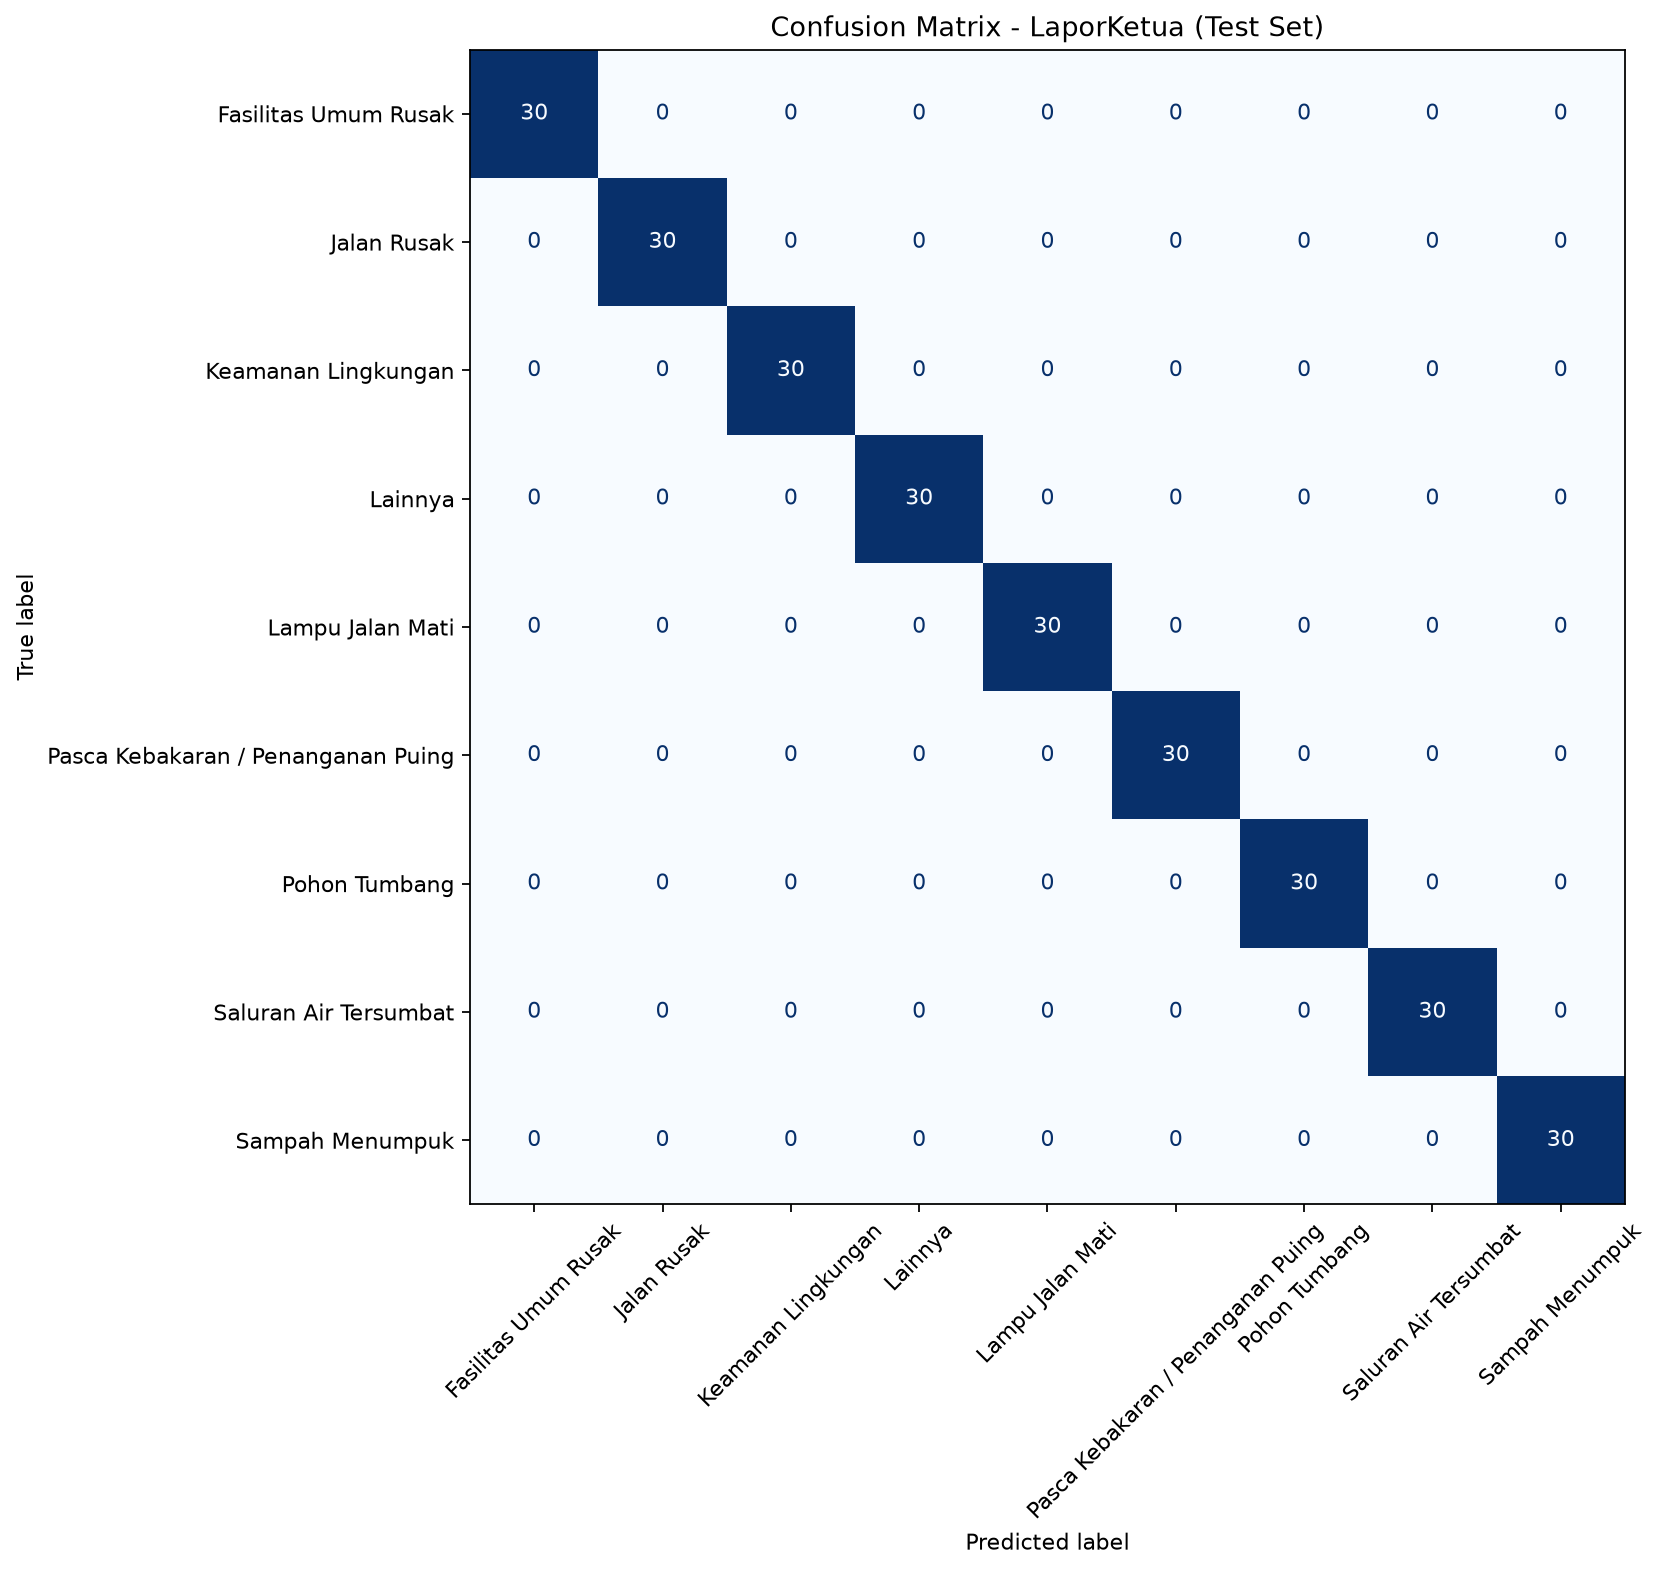 Confusion Matrix - LaporKetua (Test Set)
True label
Fasilitas Umum Rusak 30 0 0 0 0 0 0 0 0
Jalan Rusak 0 30 0 0 0 0 0 0 0
Keamanan Lingkungan 0 0 30 0 0 0 0 0 0
Lainnya 0 0 0 30 0 0 0 0 0
Lampu Jalan Mati 0 0 0 0 30 0 0 0 0
Pasca Kebakaran / Penanganan Puing 0 0 0 0 0 30 0 0 0
Pohon Tumbang 0 0 0 0 0 0 30 0 0
Saluran Air Tersumbat 0 0 0 0 0 0 0 30 0
Sampah Menumpuk 0 0 0 0 0 0 0 0 30
Fasilitas Umum Rusak
Jalan Rusak
Keamanan Lingkungan
Lainnya
Lampu Jalan Mati
Pasca Kebakaran / Penanganan Puing
Pohon Tumbang
Saluran Air Tersumbat
Sampah Menumpuk
Predicted label